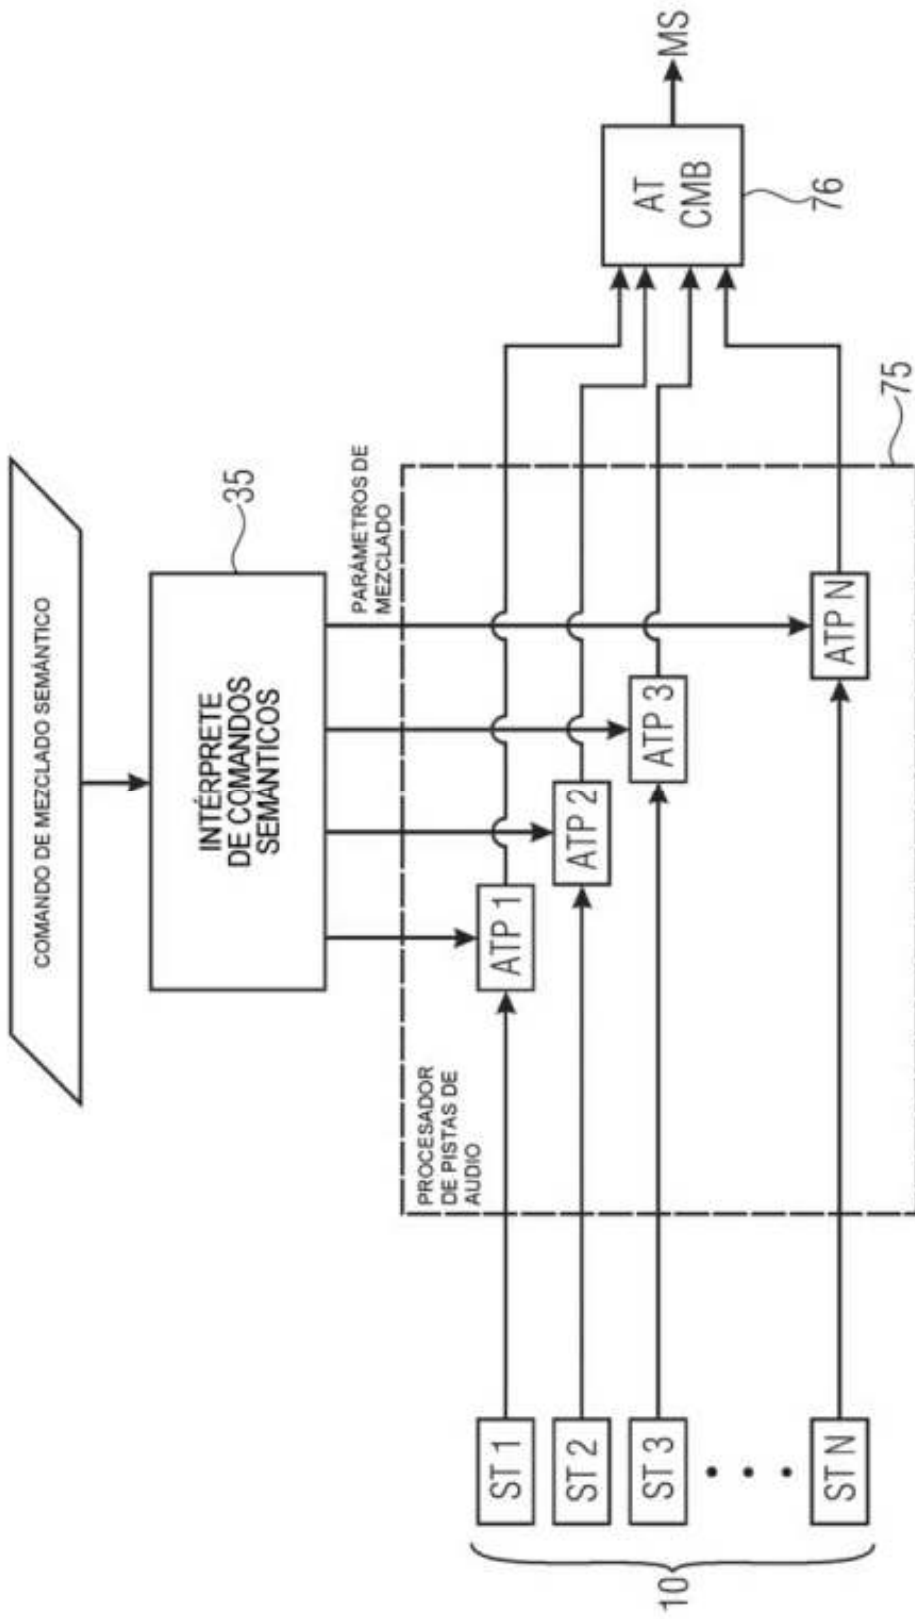 COMANDO DE MEZCLADO SEMÁNTICO
INTÉRPRETE
DE COMANDOS
SEMÁNTICOS
35
PARÁMETROS DE
MEZCLADO
PROCESADOR
DE PISTAS DE
AUDIO
ST 1
ATP 1
ST 2
ATP 2
ST 3
ATP 3
ST N
ATP N
10
75
AT
CMB
76
MS